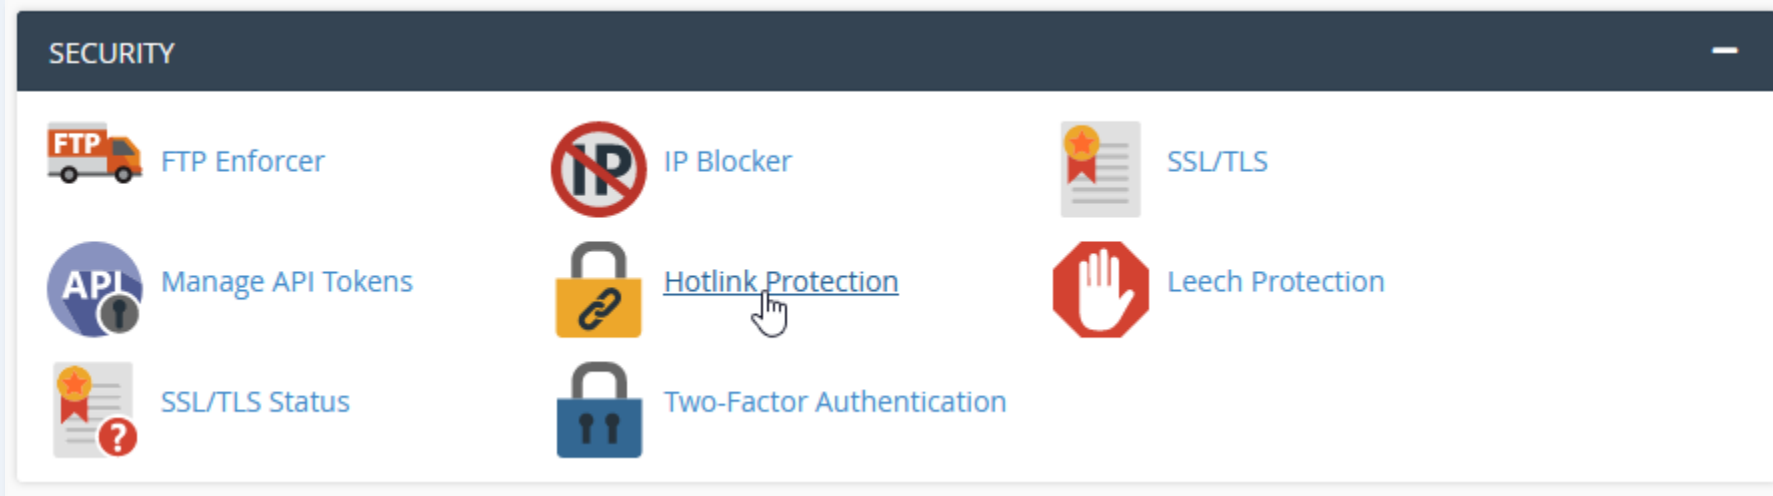 SECURITY
FTP
FTP Enforcer
IP
IP Blocker
SSL/TLS
API
Manage API Tokens
Hotlink Protection
Leech Protection
?
SSL/TLS Status
Two-Factor Authentication